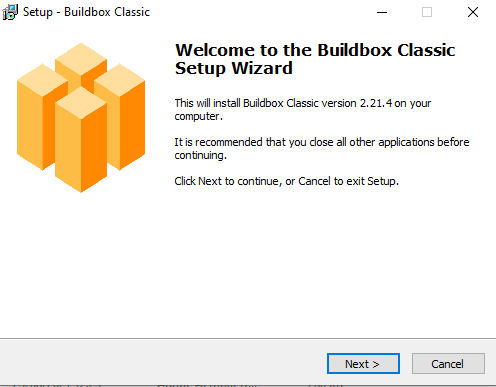 Setup - Buildbox Classic
Welcome to the Buildbox Classic
Setup Wizard
This will install Buildbox Classic version 2.21.4 on your
computer.
It is recommended that you close all other applications before
continuing.
Click Next to continue, or Cancel to exit Setup.
Next >
Cancel